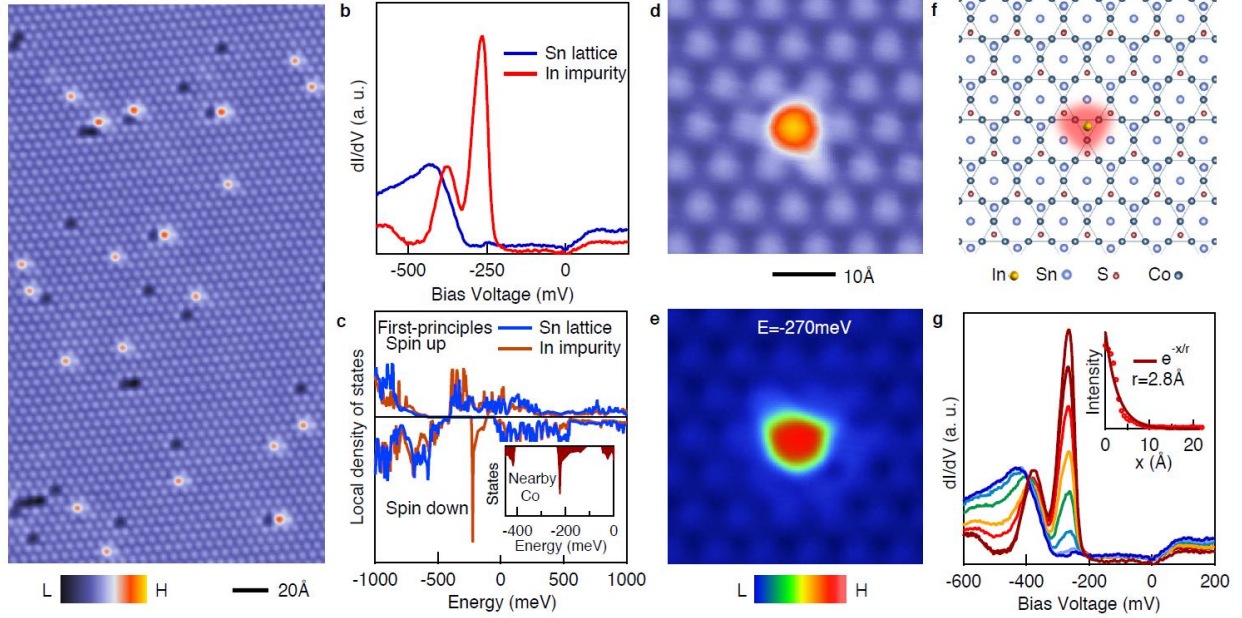 L H 20Å
b
dI/dV (a. u.)
Sn lattice
In impurity
-500 -250 0
Bias Voltage (mV)
c
Local density of states
First-principles
Spin up
Sn lattice
In impurity
Spin down
States
Nearby
Co
-400 -200 0
Energy (meV)
-1000 -500 0 500 1000
Energy (meV)
d
10Å
e
E=-270meV
L H
f
In Sn S Co
g
dI/dV (a. u.)
Intensity
e^-x/r
r=2.8Å
0 10 20
x (Å)
-600 -400 -200 0 200
Bias Voltage (mV)